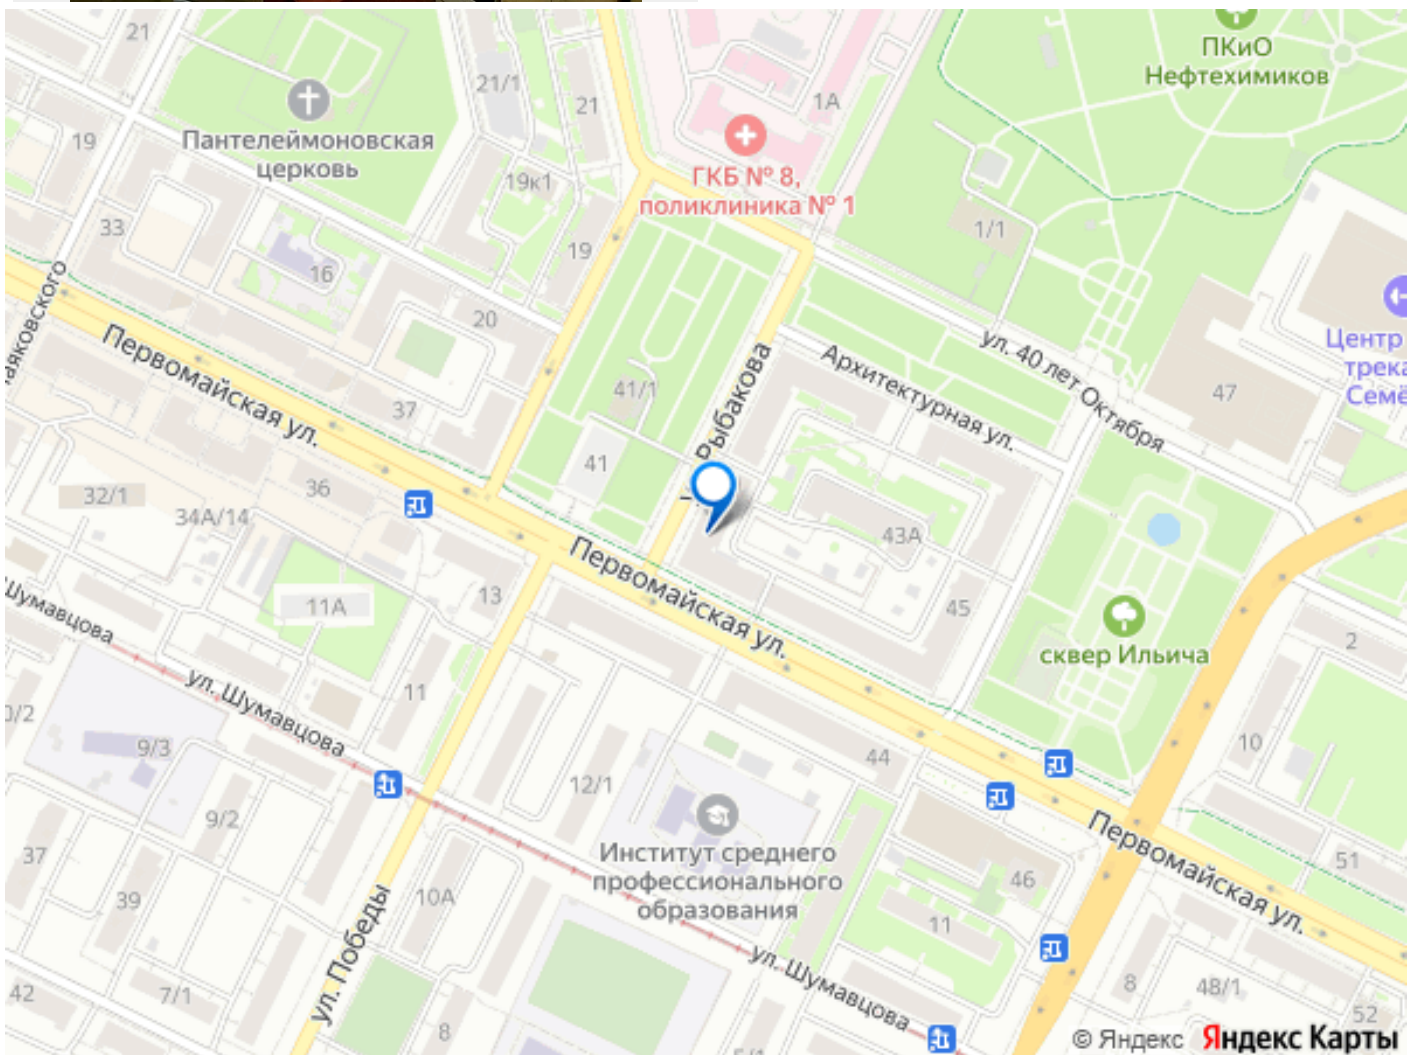 21
ПКиО
Нефтехимиков
21/1
21
1А
Пантелеймоновская
церковь
19
ГКБ № 8,
поликлиника № 1
19к1
33
19
1/1
16
Центр
трека
Семё
20
ул. 40 лет Октября
Архитектурная ул.
Рыбакова
аяковского
Первомайская ул.
41/1
47
37
41
36
32/1
34А/14
43А
Первомайская ул.
11А
13
45
Шумавцова
2
сквер Ильича
ул. Шумавцова
11
0/2
9/3
44
10
12/1
9/2
Первомайская ул.
37
Институт среднего
профессионального
образования
51
46
39
10А
11
ул. Победы
ул. Шумавцова
42
7/1
8
8
48/1
52
5/1
© Яндекс Яндекс Карты